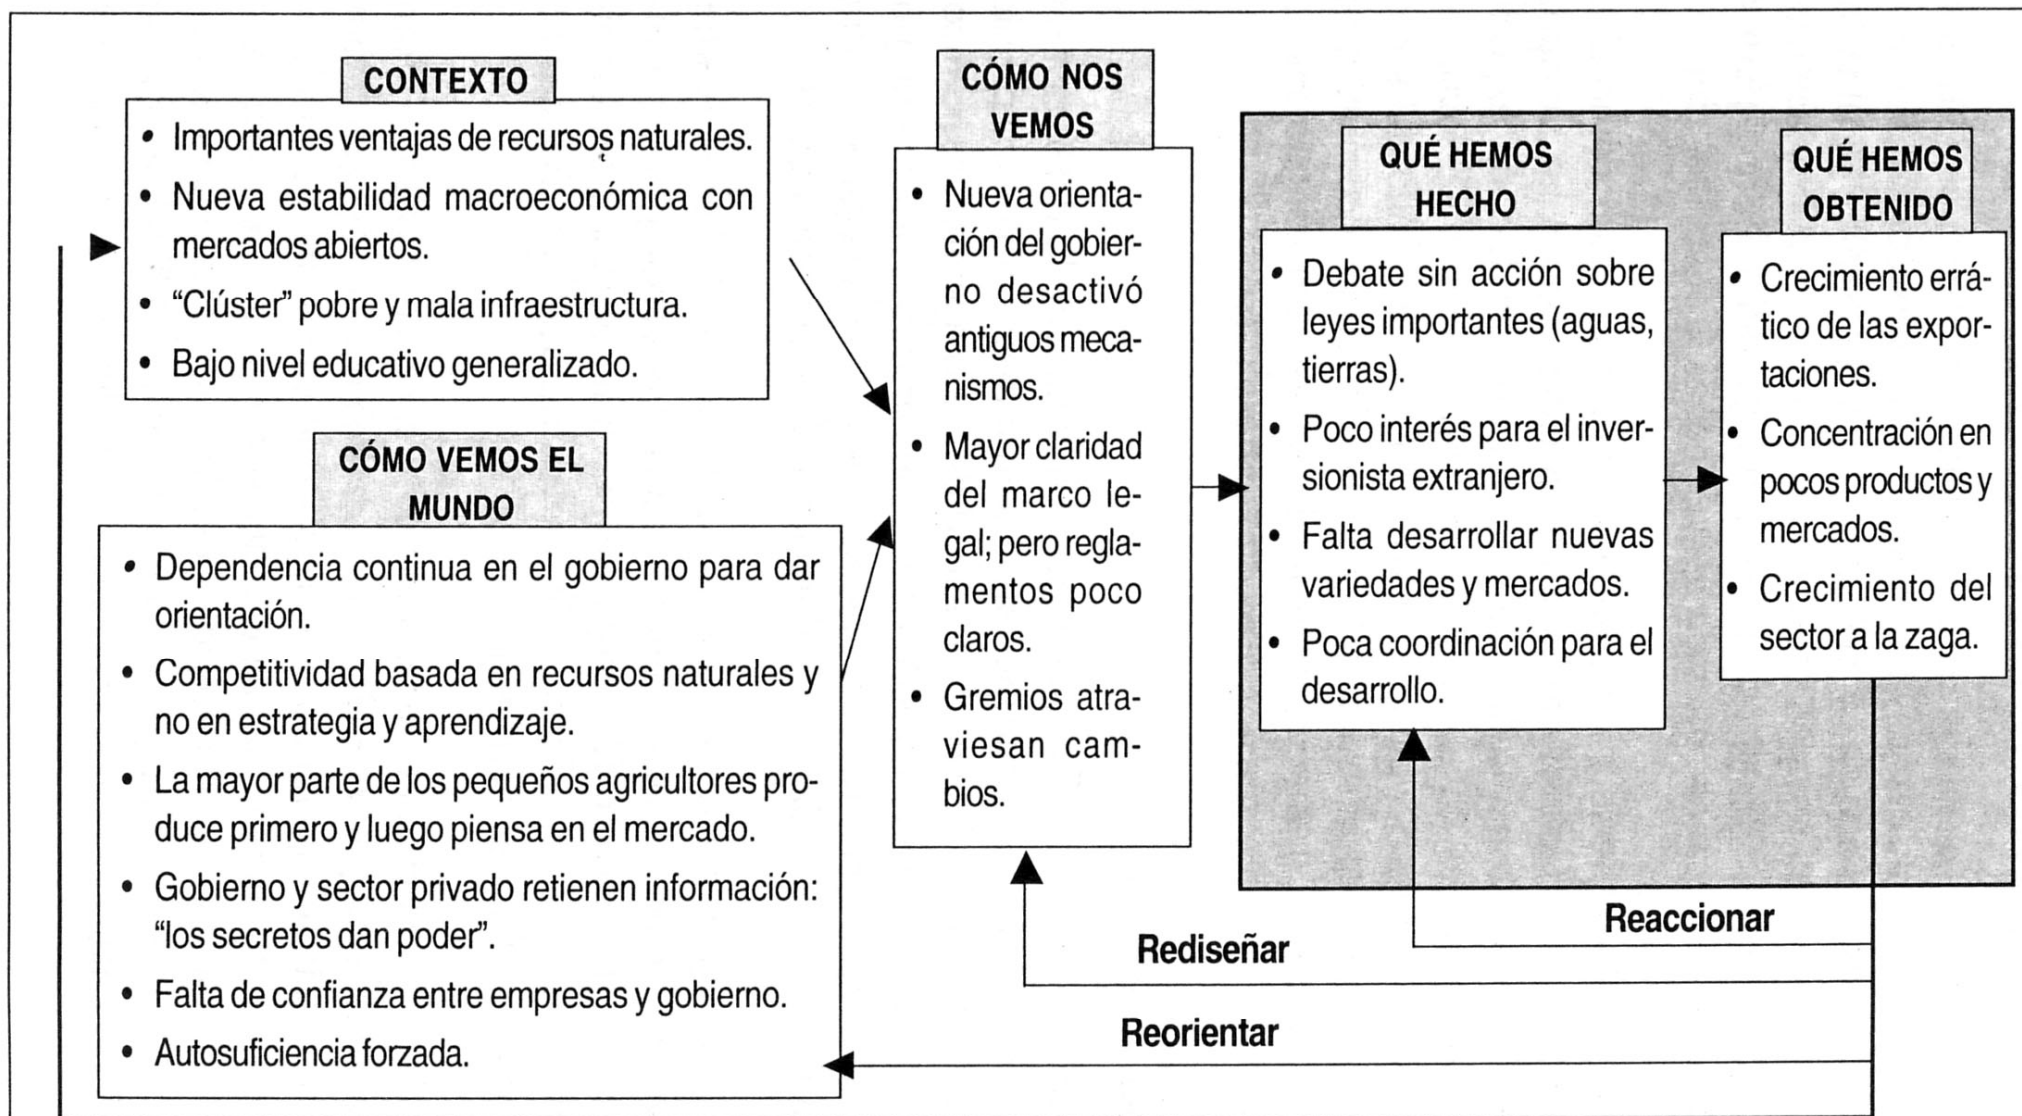 CONTEXTO
• Importantes ventajas de recursos naturales.
• Nueva estabilidad macroeconómica con
mercados abiertos.
• “Clúster” pobre y mala infraestructura.
• Bajo nivel educativo generalizado.
CÓMO VEMOS EL
MUNDO
• Dependencia continua en el gobierno para dar
orientación.
• Competitividad basada en recursos naturales y
no en estrategia y aprendizaje.
• La mayor parte de los pequeños agricultores pro-
duce primero y luego piensa en el mercado.
• Gobierno y sector privado retienen información:
“los secretos dan poder”.
• Falta de confianza entre empresas y gobierno.
• Autosuficiencia forzada.
CÓMO NOS
VEMOS
• Nueva orienta-
ción del gobier-
no desactivó
antiguos meca-
nismos.
• Mayor claridad
del marco le-
gal; pero regla-
mentos poco
claros.
• Gremios atra-
viesan cam-
bios.
QUÉ HEMOS
HECHO
• Debate sin acción sobre
leyes importantes (aguas,
tierras).
• Poco interés para el inver-
sionista extranjero.
• Falta desarrollar nuevas
variedades y mercados.
• Poca coordinación para el
desarrollo.
QUÉ HEMOS
OBTENIDO
• Crecimiento errá-
tico de las expor-
taciones.
• Concentración en
pocos productos y
mercados.
• Crecimiento del
sector a la zaga.
Reaccionar
Rediseñar
Reorientar